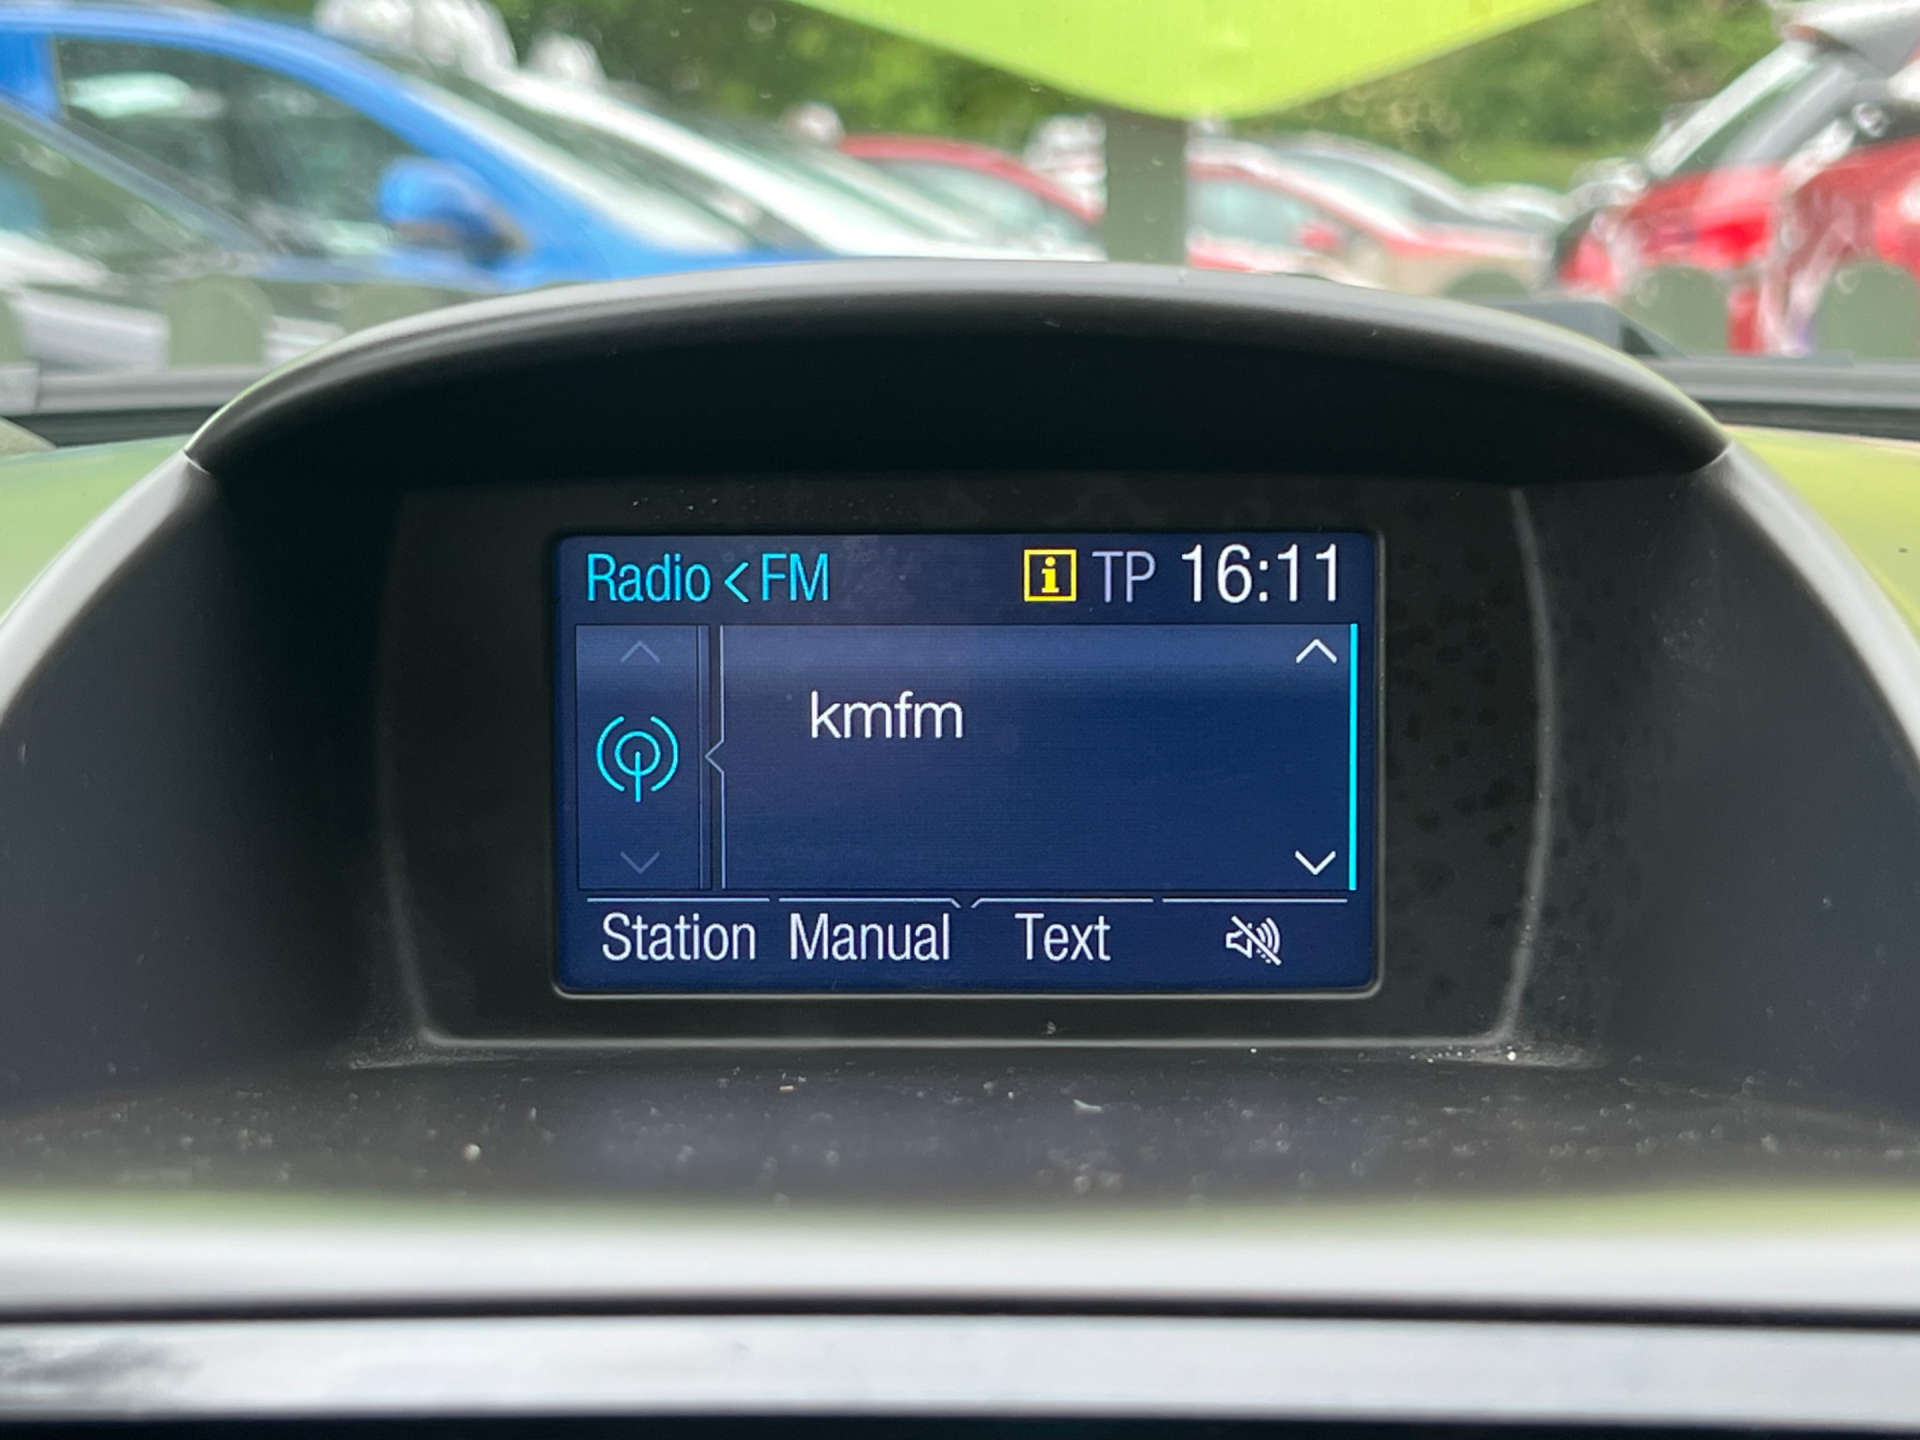 Radio < FM i TP 16:11
kmfm
Station Manual Text